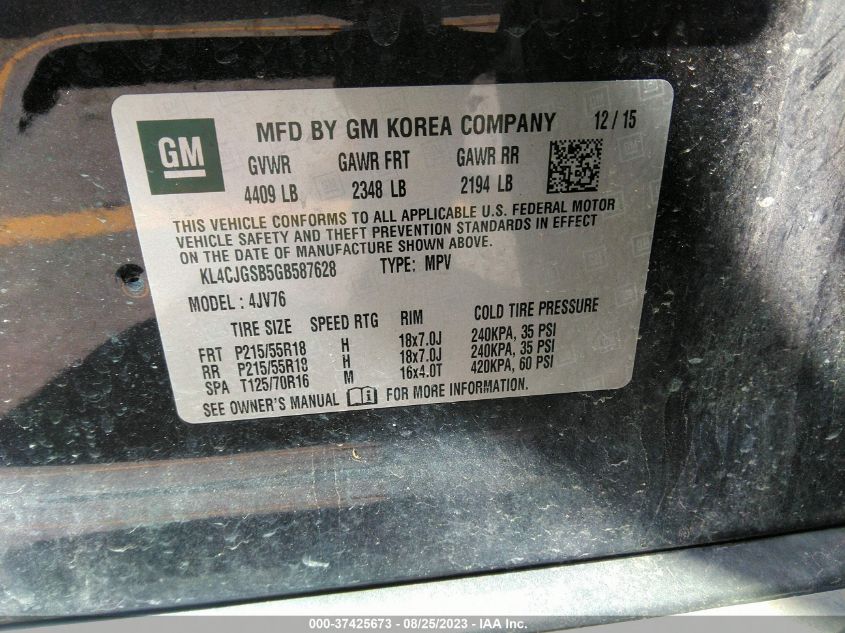 GM
MFD BY GM KOREA COMPANY 12 / 15
GVWR GAWR FRT GAWR RR
4409 LB 2348 LB 2194 LB
THIS VEHICLE CONFORMS TO ALL APPLICABLE U.S. FEDERAL MOTOR
VEHICLE SAFETY AND THEFT PREVENTION STANDARDS IN EFFECT
ON THE DATE OF MANUFACTURE SHOWN ABOVE.
KL4CJGSB5GB587628 TYPE: MPV
MODEL : 4JV76
TIRE SIZE SPEED RTG RIM COLD TIRE PRESSURE
FRT P215/55R18 H 18x7.0J 240KPA, 35 PSI
RR P215/55R18 H 18x7.0J 240KPA, 35 PSI
SPA T125/70R16 M 16x4.0T 420KPA, 60 PSI
SEE OWNER'S MANUAL FOR MORE INFORMATION.
000-37425673 - 08/25/2023 - IAA Inc.